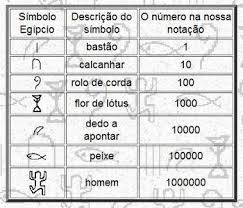 Símbolo Egípcio Descrição do símbolo O número na nossa notação
bastão 1
calcanhar 10
rolo de corda 100
flor de lótus 1000
dedo a apontar 10000
peixe 100000
homem 1000000